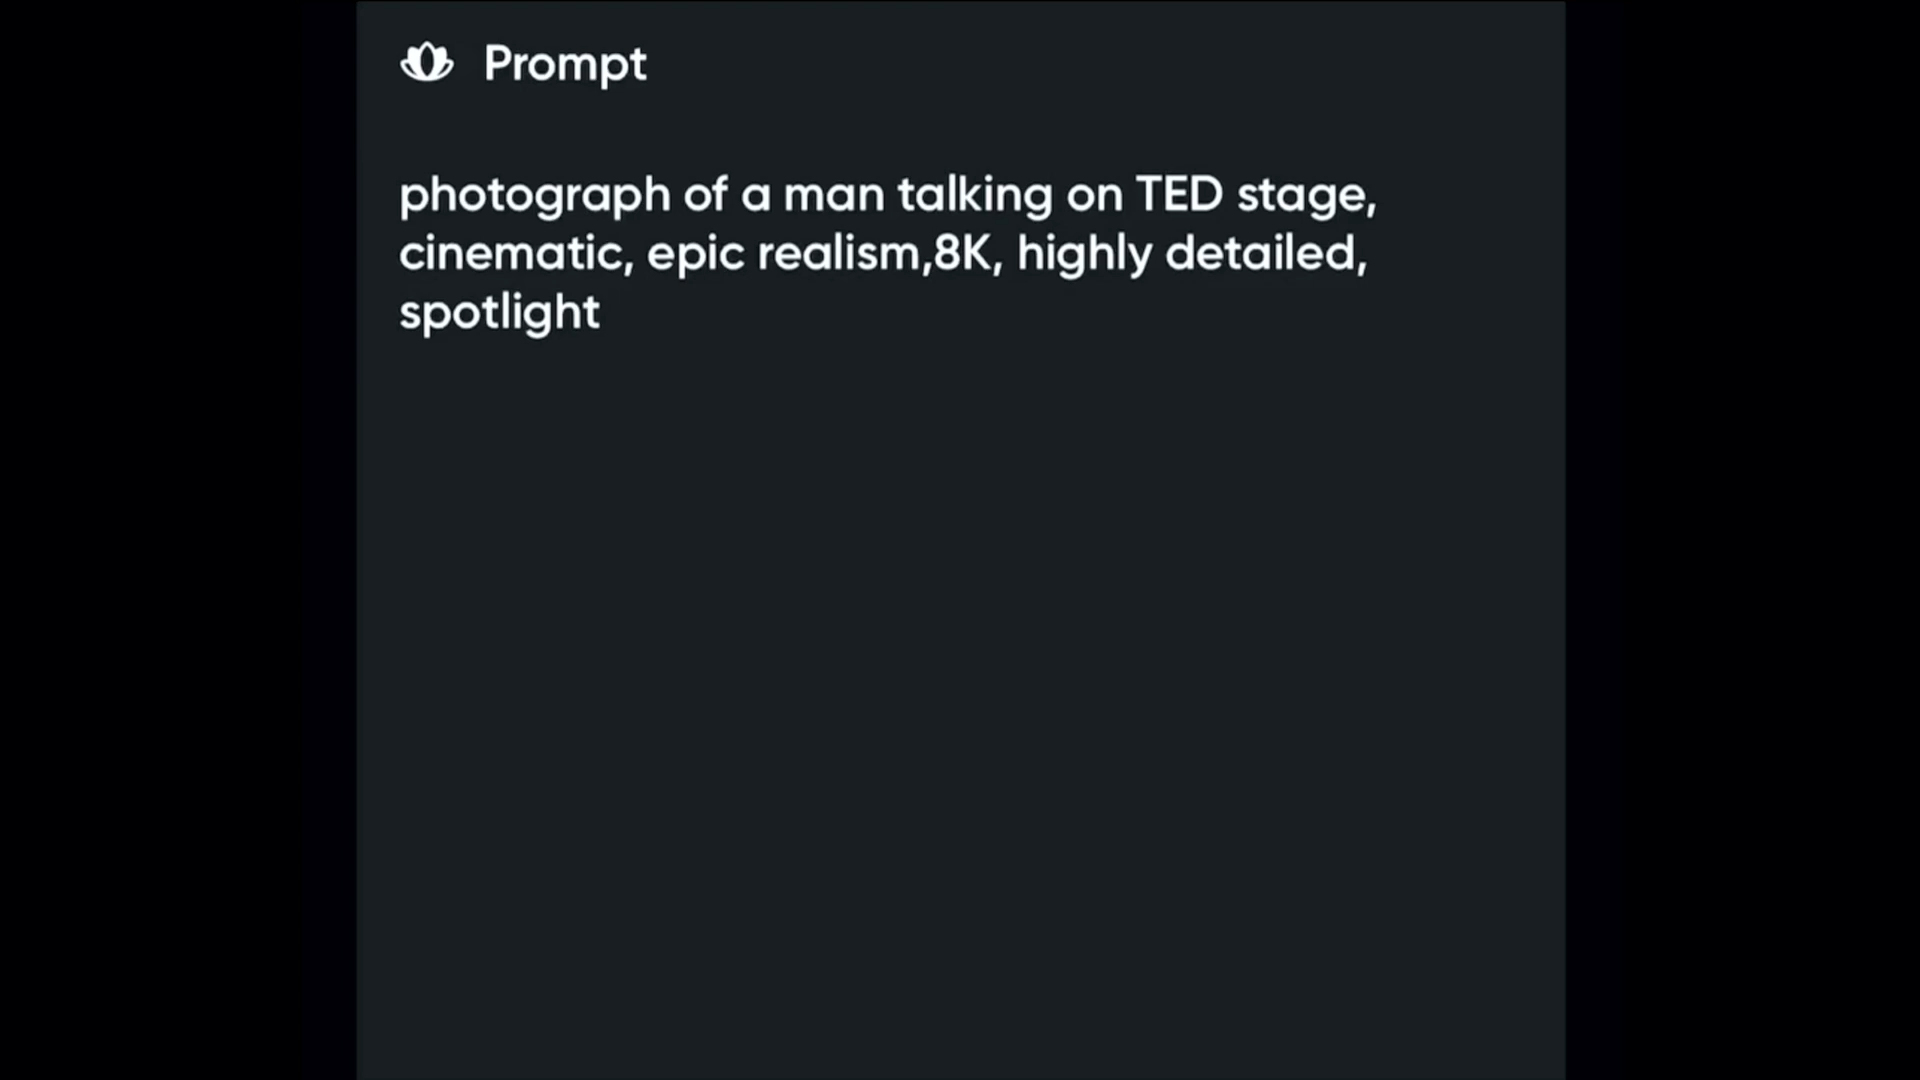 Prompt
photograph of a man talking on TED stage,
cinematic, epic realism,8K, highly detailed,
spotlight